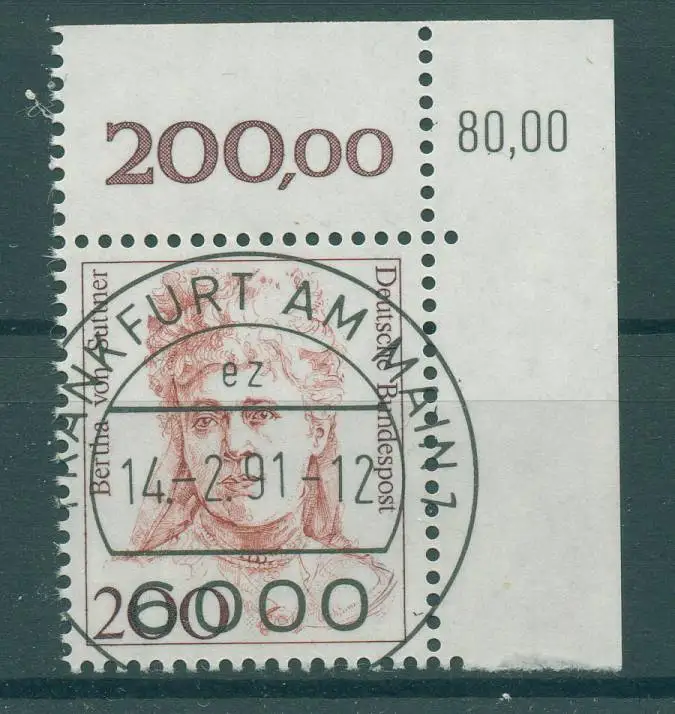 200,00
80,00
Bertha von Suttner
Deutsche Bundespost
FRANKFURT AM MAIN 1
ez
14.-2.91-12
6000
200